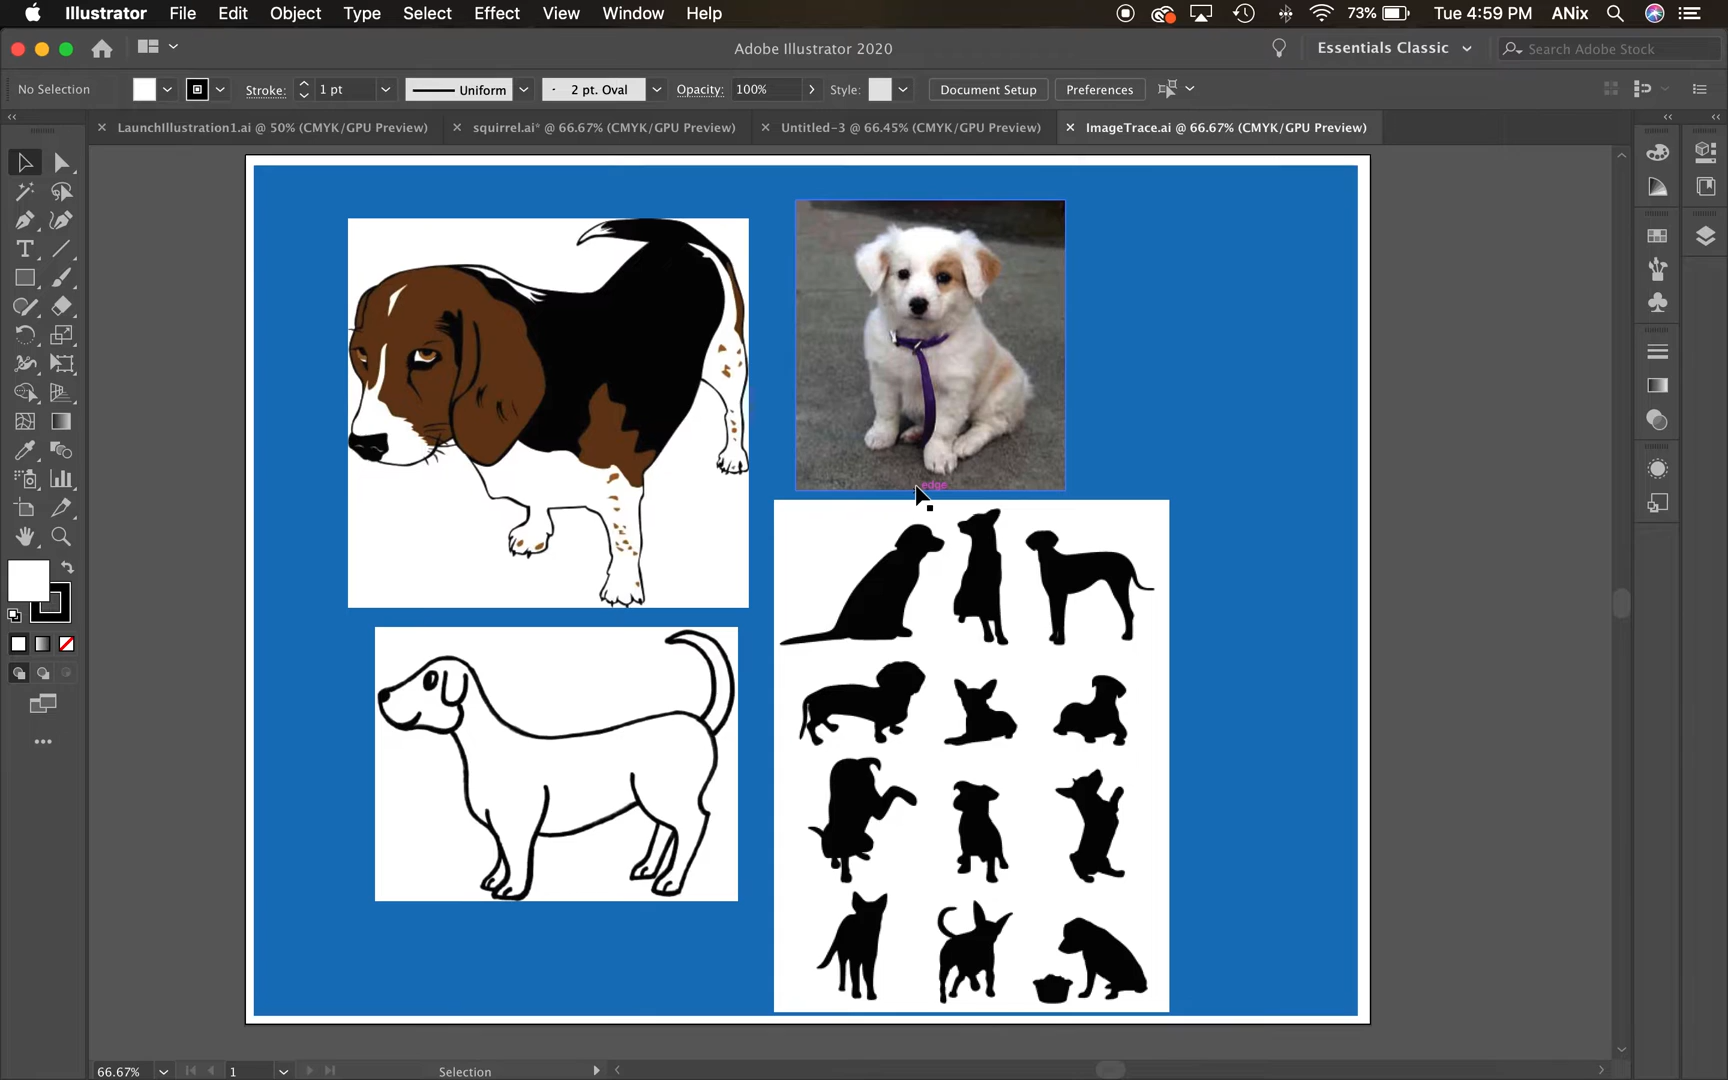 Illustrator File Edit Object Type Select Effect View Window Help 73% Tue 4:59 PM ANix
Adobe Illustrator 2020 Essentials Classic Search Adobe Stock
No Selection Stroke: 1 pt Uniform 2 pt. Oval Opacity: 100% Style: Document Setup Preferences
LaunchIllustration1.ai @ 50% (CMYK/GPU Preview) squirrel.ai* @ 66.67% (CMYK/GPU Preview) Untitled-3 @ 66.45% (CMYK/GPU Preview) ImageTrace.ai @ 66.67% (CMYK/GPU Preview)
edge
66.67% 1 Selection